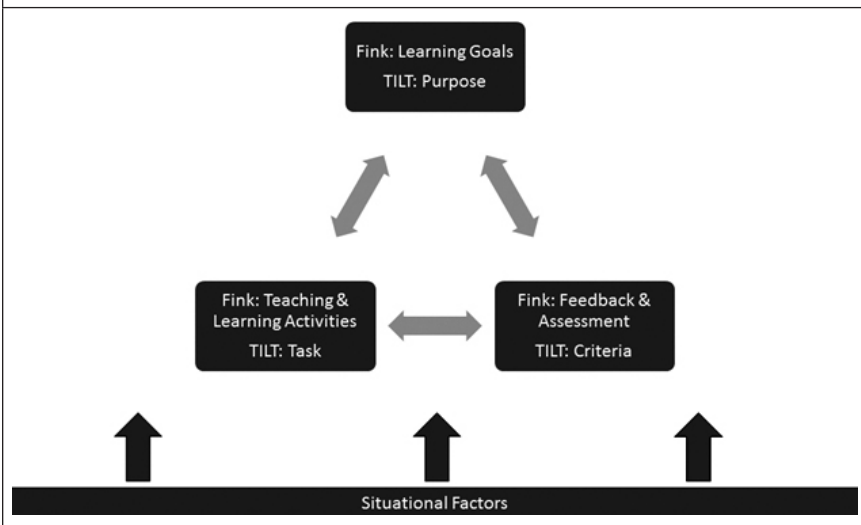 Fink: Learning Goals
TILT: Purpose
Fink: Teaching &
Learning Activities
TILT: Task
Fink: Feedback &
Assessment
TILT: Criteria
Situational Factors